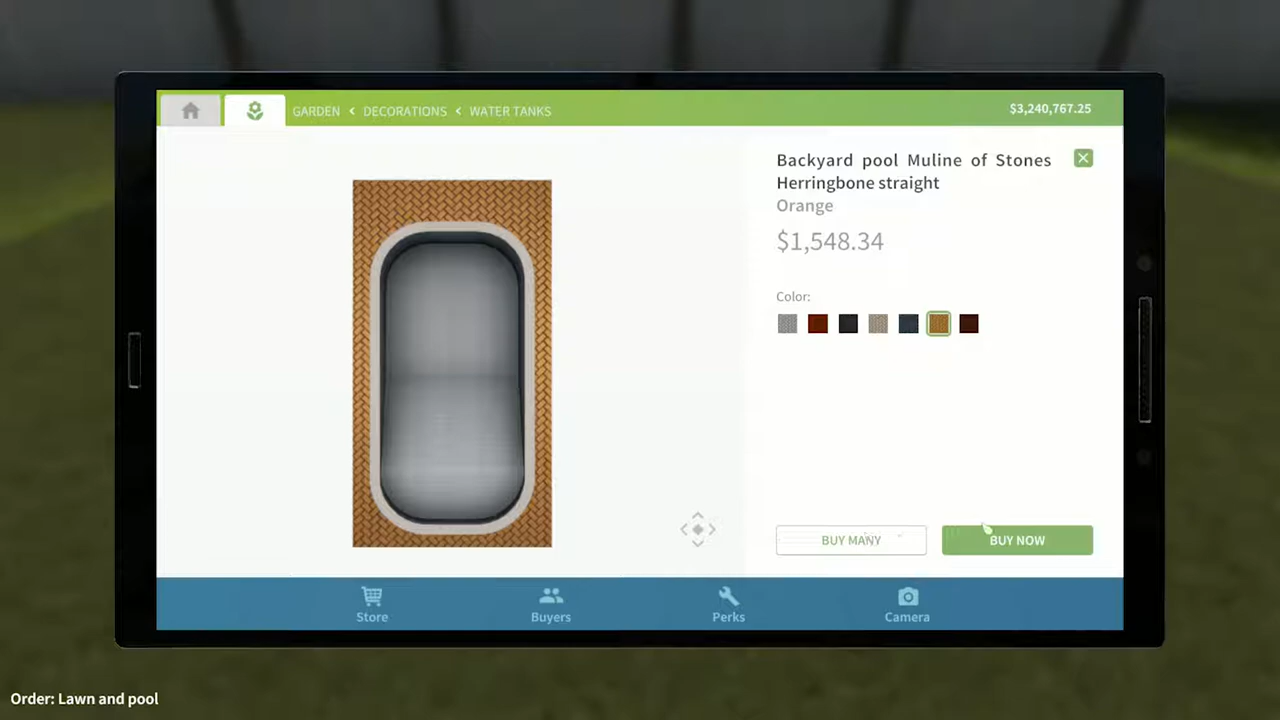 GARDEN < DECORATIONS < WATER TANKS
$3,240,767.25
Backyard pool Muline of Stones
Herringbone straight
Orange
$1,548.34
Color:
BUY MANY
BUY NOW
Store
Buyers
Perks
Camera
Order: Lawn and pool